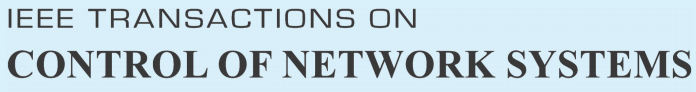 IEEE TRANSACTIONS ON
CONTROL OF NETWORK SYSTEMS